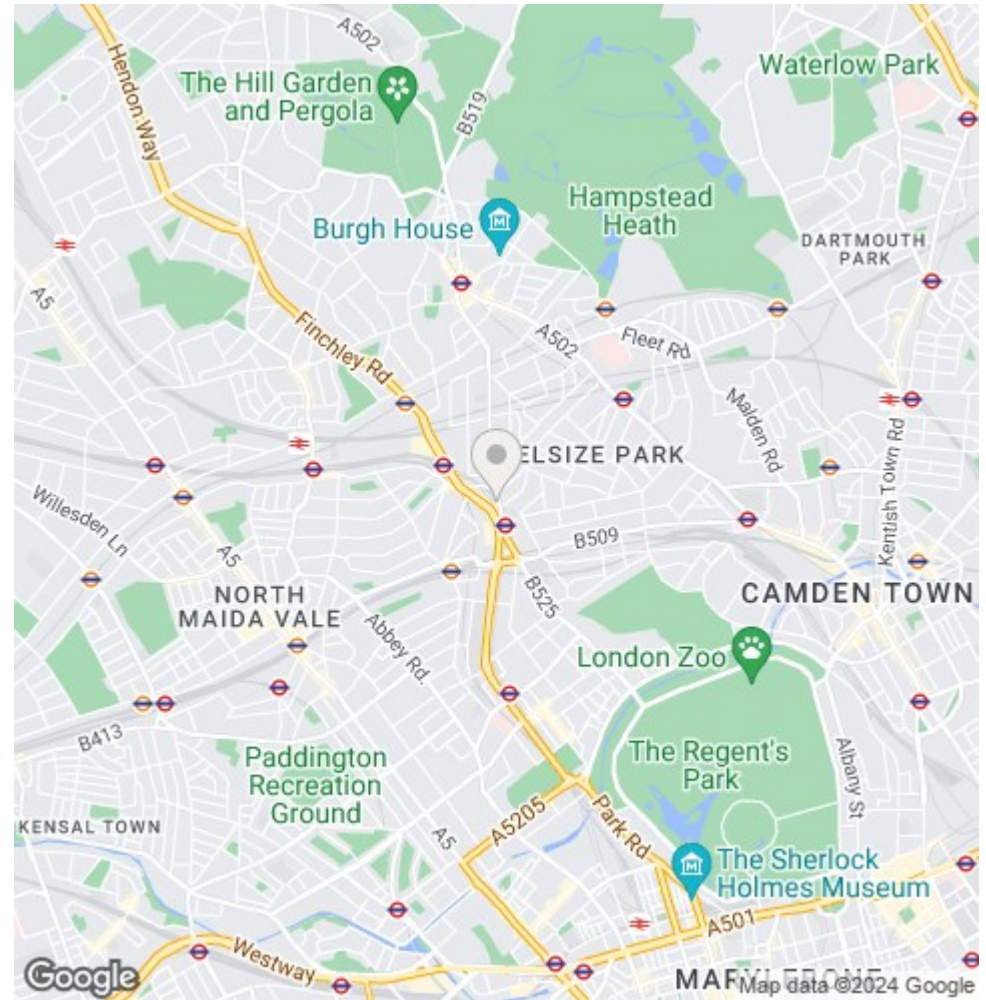 A502
Waterlow Park
The Hill Garden
and Pergola
Hendon Way
B519
Hampstead
Heath
Burgh House
DARTMOUTH
PARK
A5
Finchley Rd
A502
Fleet Rd
Malden Rd
ELSIZE PARK
Kentish Town Rd
Willesden Ln
A5
B509
NORTH
MAIDA VALE
B525
CAMDEN TOWN
Abbey Rd.
London Zoo
B413
Paddington
Recreation
Ground
The Regent's
Park
Albany St
KENSAL TOWN
A5
A5205
Park Rd
The Sherlock
Holmes Museum
A501
Westway
Google
MARYLEBONE
Map data ©2024 Google